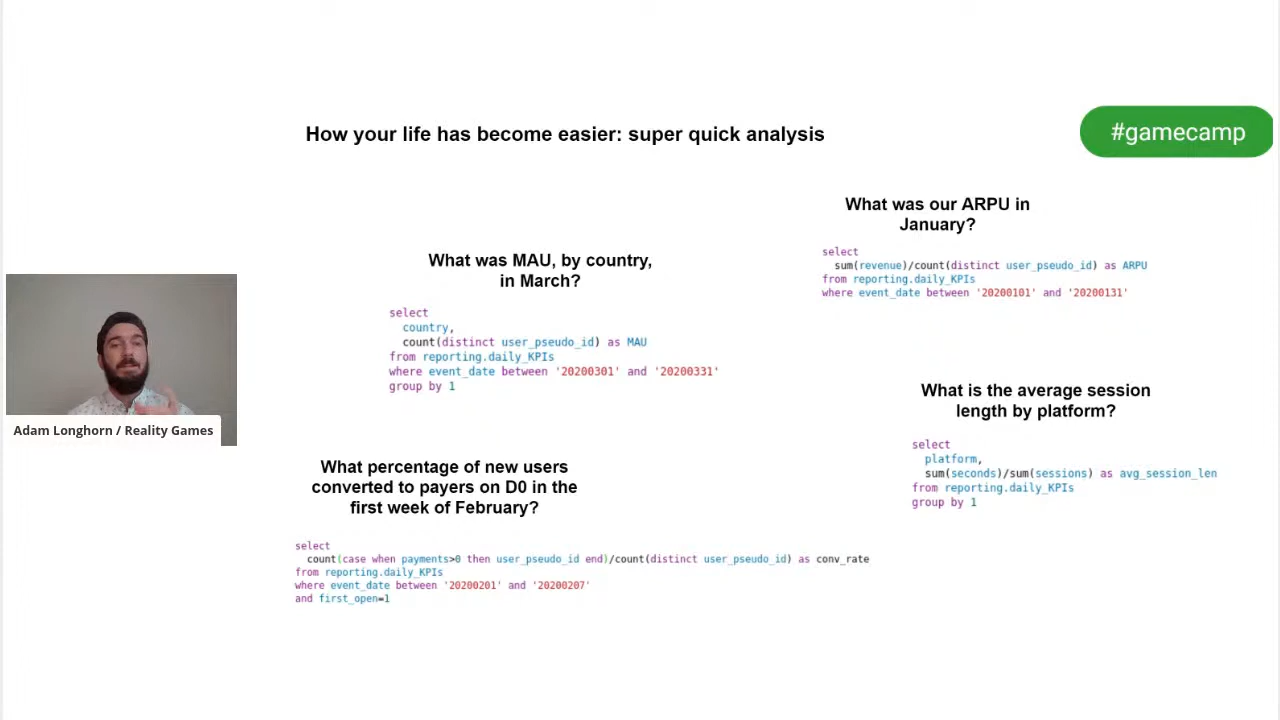 How your life has become easier: super quick analysis
#gamecamp
What was MAU, by country,
in March?
select
country,
count(distinct user_pseudo_id) as MAU
from reporting.daily_KPIs
where event_date between '20200301' and '20200331'
group by 1
What was our ARPU in
January?
select
sum(revenue)/count(distinct user_pseudo_id) as ARPU
from reporting.daily_KPIs
where event_date between '20200101' and '20200131'
Adam Longhorn / Reality Games
What percentage of new users
converted to payers on D0 in the
first week of February?
select
count(case when payments>0 then user_pseudo_id end)/count(distinct user_pseudo_id) as conv_rate
from reporting.daily_KPIs
where event_date between '20200201' and '20200207'
and first_open=1
What is the average session
length by platform?
select
platform,
sum(seconds)/sum(sessions) as avg_session_len
from reporting.daily_KPIs
group by 1